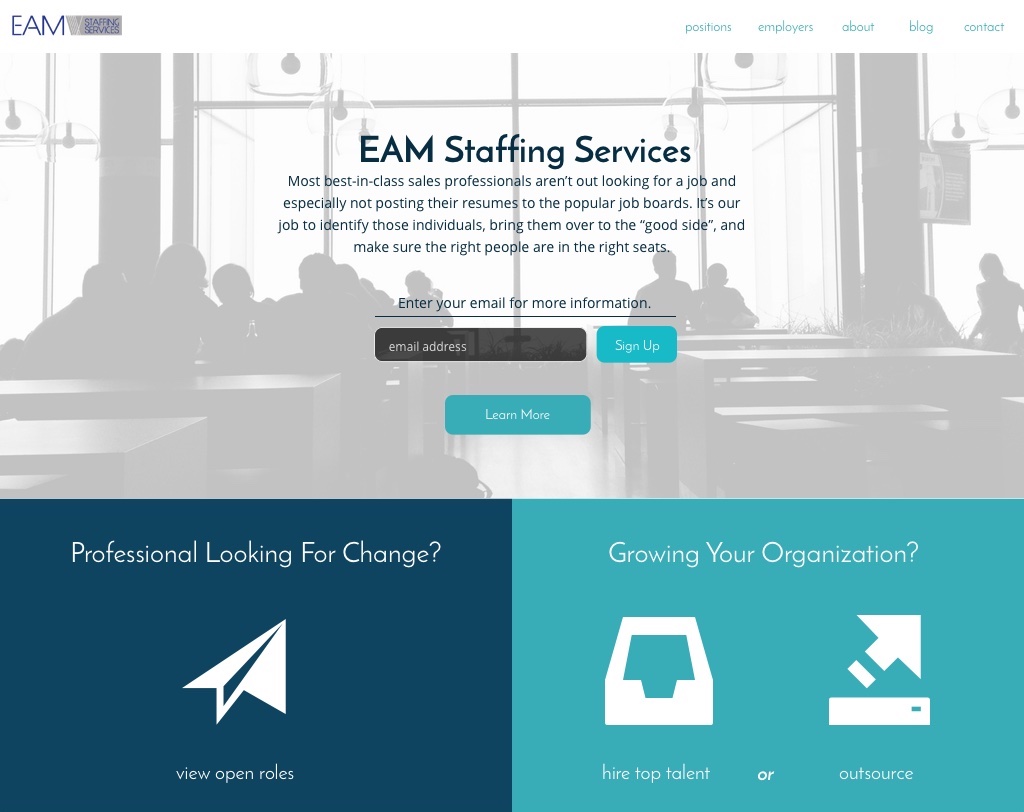 EAM STAFFING SERVICES
positions employers about blog contact
EAM Staffing Services
Most best-in-class sales professionals aren’t out looking for a job and
especially not posting their resumes to the popular job boards. It’s our
job to identify those individuals, bring them over to the “good side”, and
make sure the right people are in the right seats.
Enter your email for more information.
email address Sign Up
Learn More
Professional Looking For Change?
Growing Your Organization?
view open roles
hire top talent or outsource